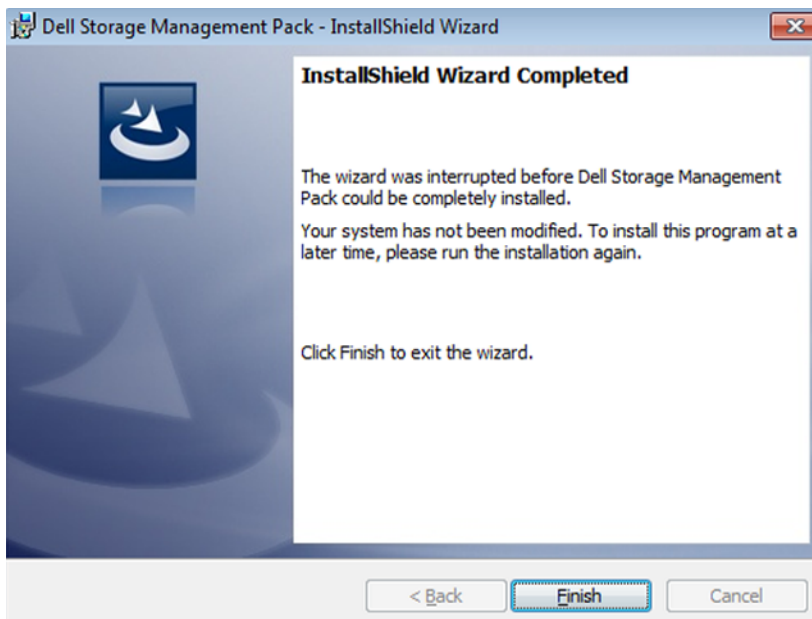 Dell Storage Management Pack - InstallShield Wizard
InstallShield Wizard Completed
The wizard was interrupted before Dell Storage Management
Pack could be completely installed.
Your system has not been modified. To install this program at a
later time, please run the installation again.
Click Finish to exit the wizard.
< Back
Finish
Cancel